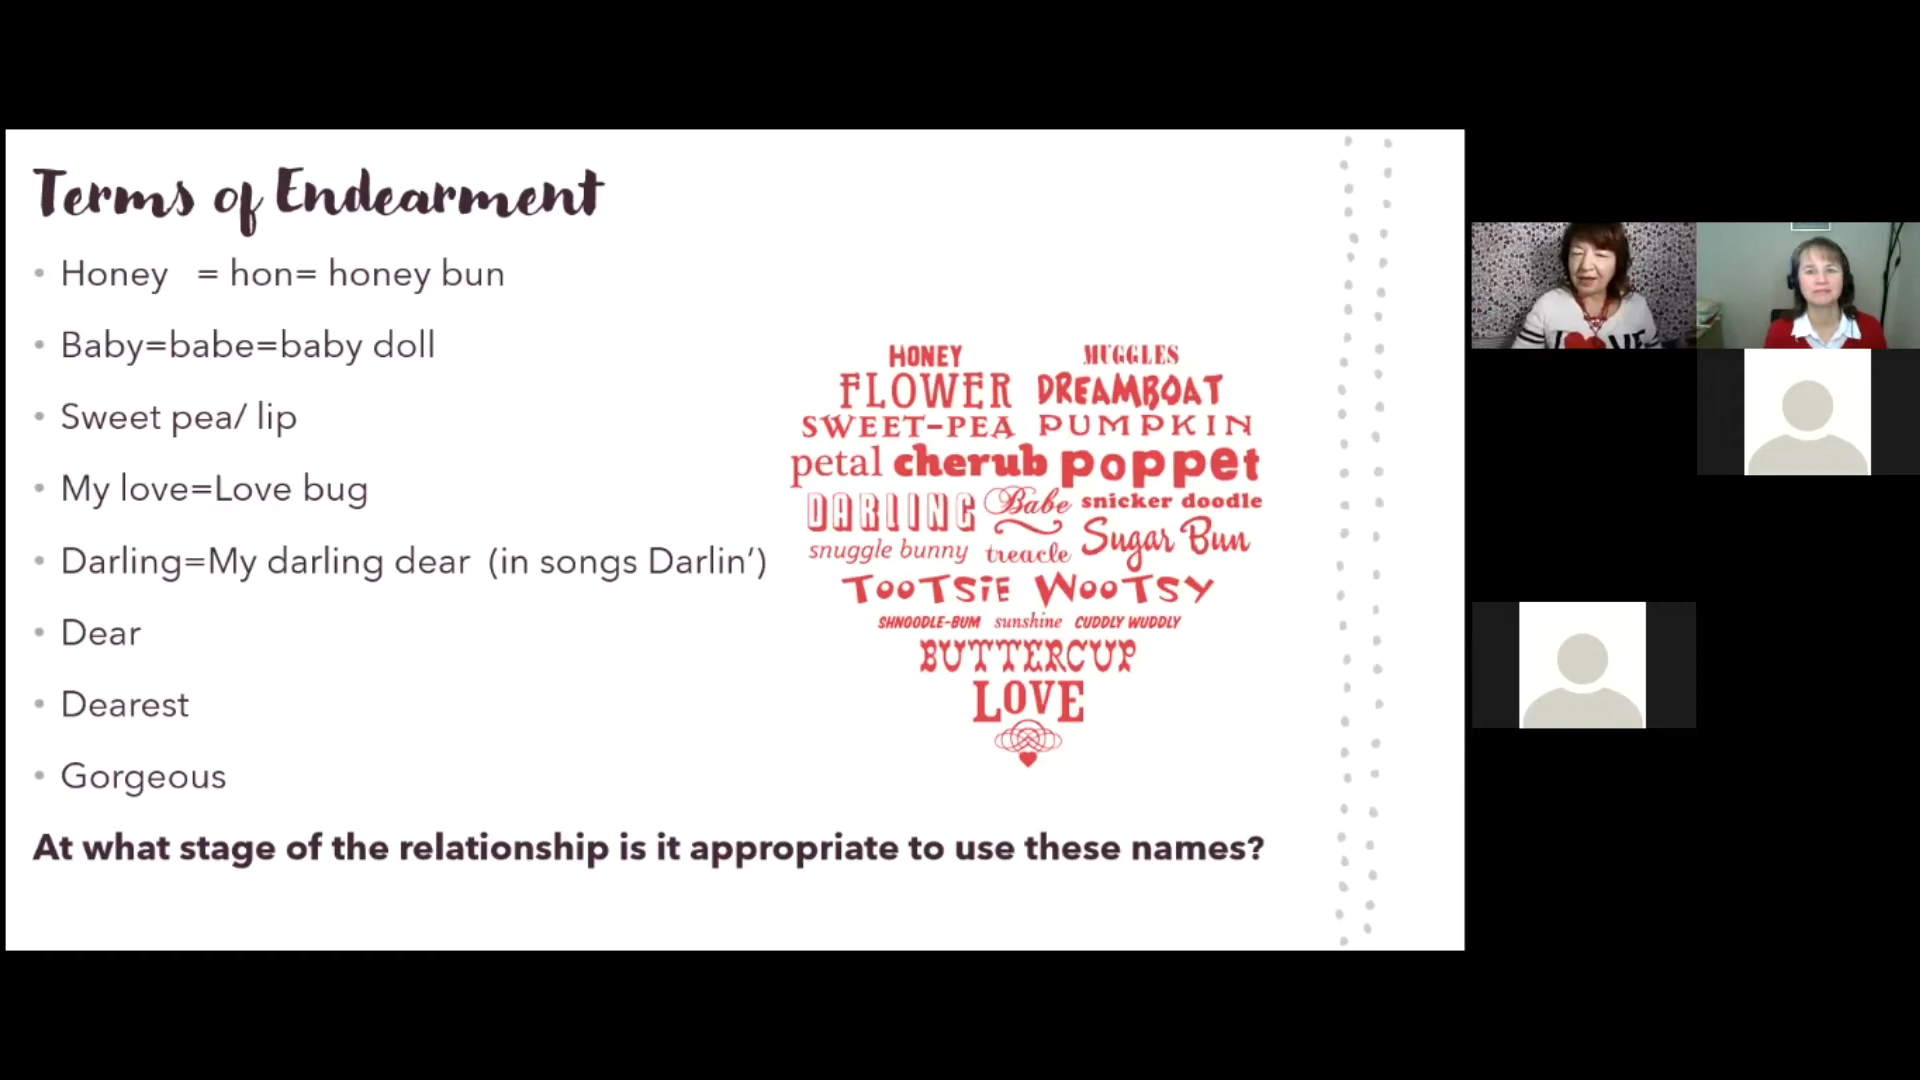 Terms of Endearment
• Honey = hon= honey bun
• Baby=babe=baby doll
• Sweet pea/ lip
• My love=Love bug
• Darling=My darling dear (in songs Darlin’)
• Dear
• Dearest
• Gorgeous
At what stage of the relationship is it appropriate to use these names?
HONEY MUGGLES
FLOWER DREAMBOAT
SWEET-PEA PUMPKIN
petal cherub poppet
DARLING Babe snicker doodle
snuggle bunny treacle Sugar Bun
TOOTSIE WOOTSY
SHNOODLE-BUM sunshine CUDDLY WUDDLY
BUTTERCUP
LOVE